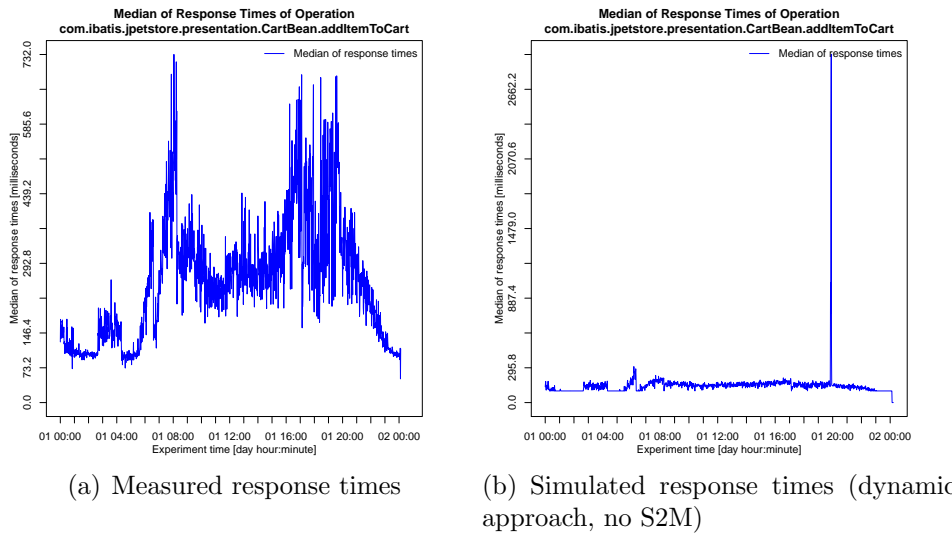 Median of Response Times of Operation
com.ibatis.jpetstore.presentation.CartBean.addItemToCart
Median of response times
Median of response times [milliseconds]
732.0
585.6
439.2
292.8
146.4
73.2
0.0
01 00:00 01 04:00 01 08:00 01 12:00 01 16:00 01 20:00 02 00:00
Experiment time [day hour:minute]
(a) Measured response times
Median of Response Times of Operation
com.ibatis.jpetstore.presentation.CartBean.addItemToCart
Median of response times
Median of response times [milliseconds]
2662.2
2070.6
1479.0
887.4
295.8
0.0
01 00:00 01 04:00 01 08:00 01 12:00 01 16:00 01 20:00 02 00:00
Experiment time [day hour:minute]
(b) Simulated response times (dynamic
approach, no S2M)